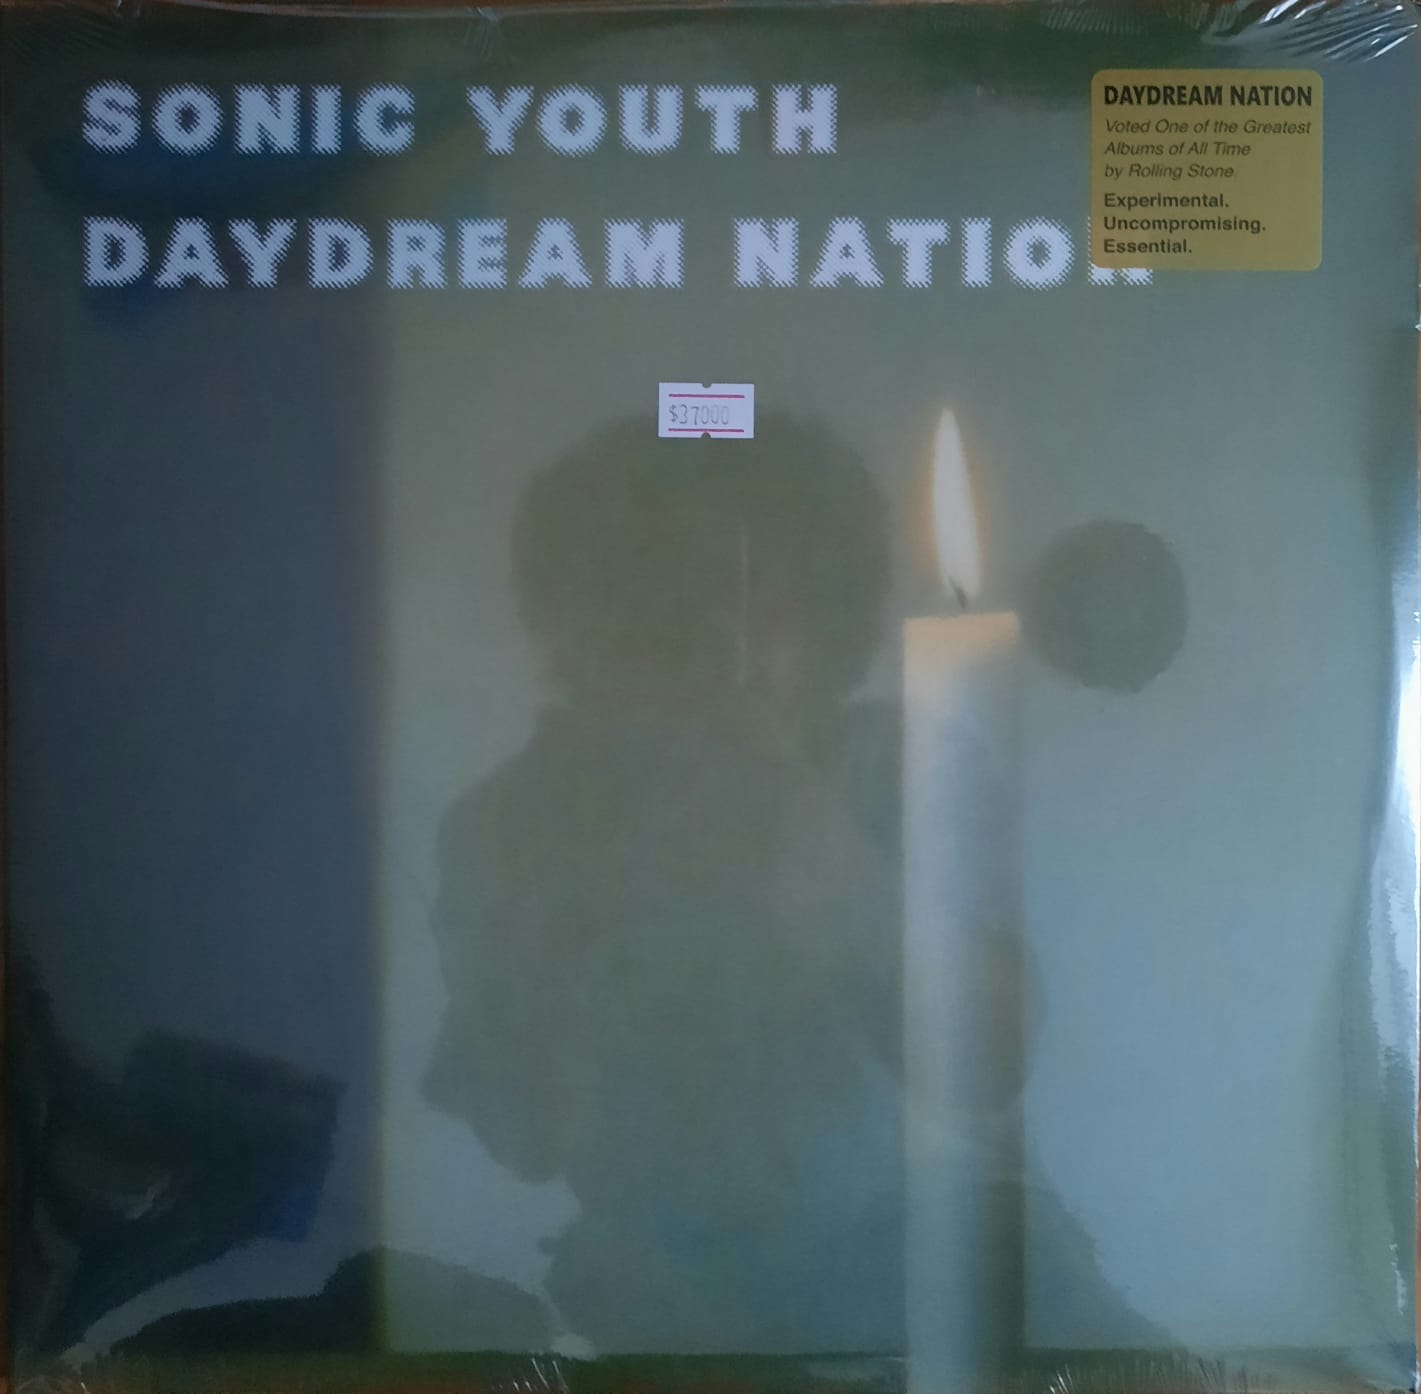 SONIC YOUTH
DAYDREAM NATION
DAYDREAM NATION
Voted One of the Greatest
Albums of All Time
by Rolling Stone
Experimental.
Uncompromising.
Essential.
$37000